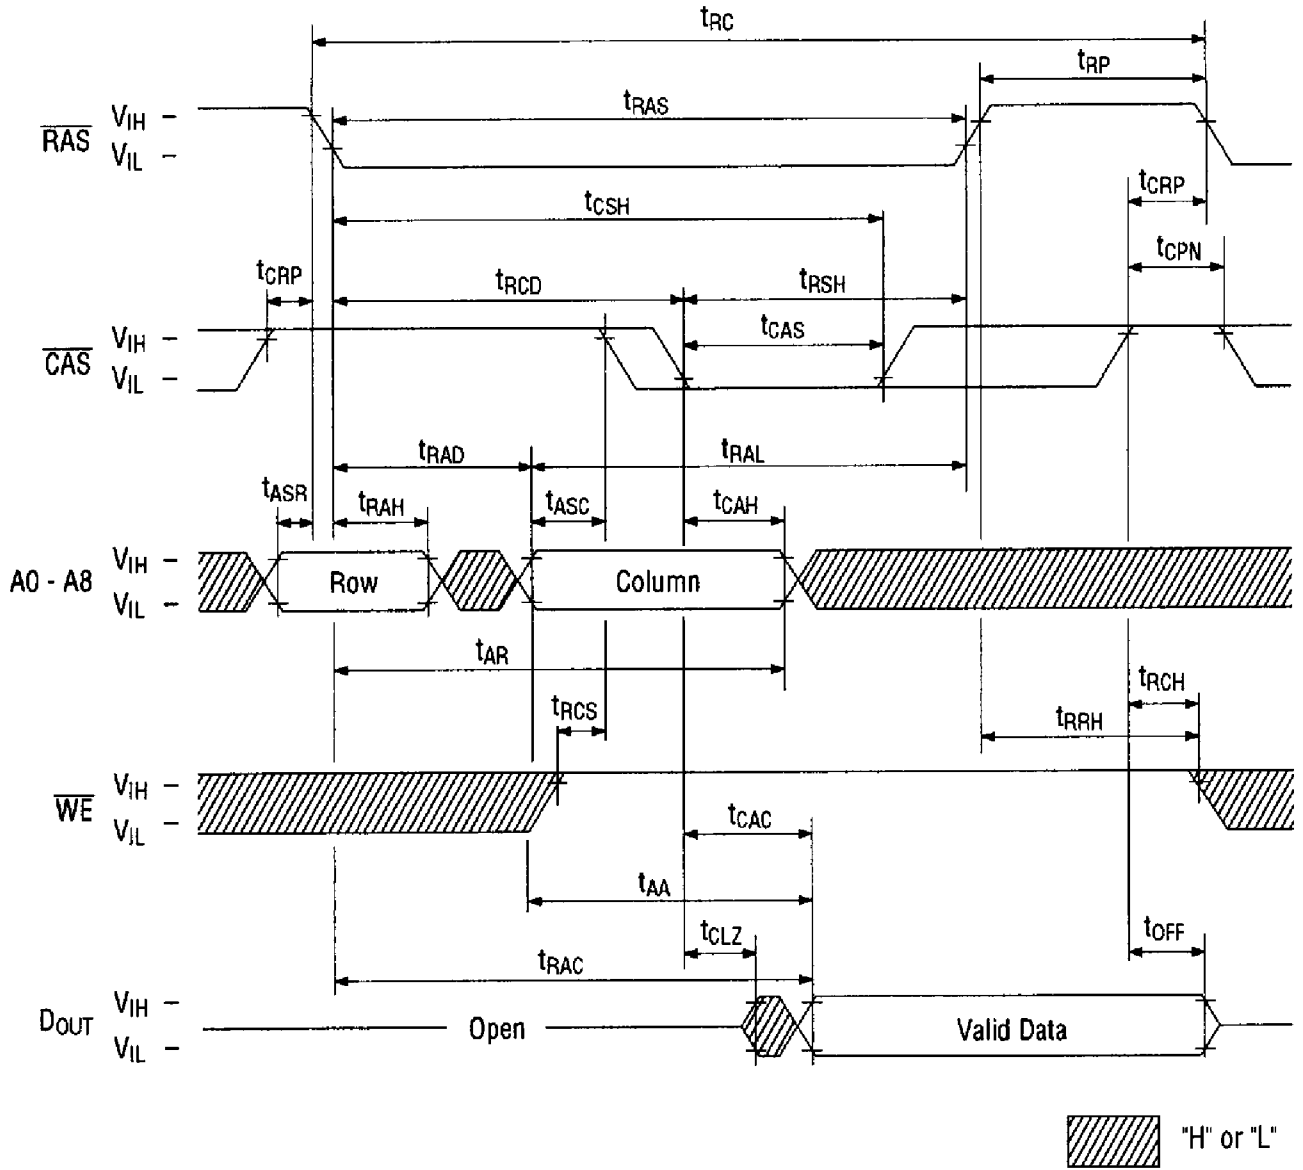 tRC
tRP
RAS VIH – tRAS
VIL –
tCRP
tCSH
tCPN
tCRP tRCD tRSH
tCAS
CAS VIH –
VIL –
tRAD tRAL
tASR tRAH tASC tCAH
A0 - A8 VIH –
Row Column
VIL –
tAR
tRCH
tRCS
tRRH
WE VIH –
VIL –
tCAC
tAA
tCLZ tOFF
tRAC
DOUT VIH –
Open Valid Data
VIL –
"H" or "L"